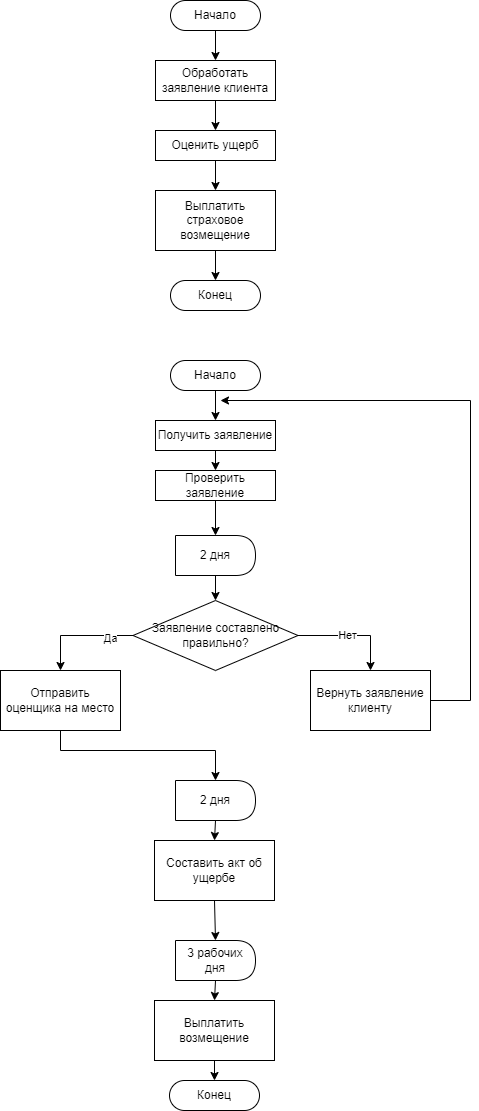 Начало
Обработать
заявление клиента
Оценить ущерб
Выплатить
страховое
возмещение
Конец
Начало
Получить заявление
Проверить
заявление
2 дня
Заявление составлено
правильно?
Да
Нет
Отправить
оценщика на место
Вернуть заявление
клиенту
2 дня
Составить акт об
ущербе
3 рабочих
дня
Выплатить
возмещение
Конец